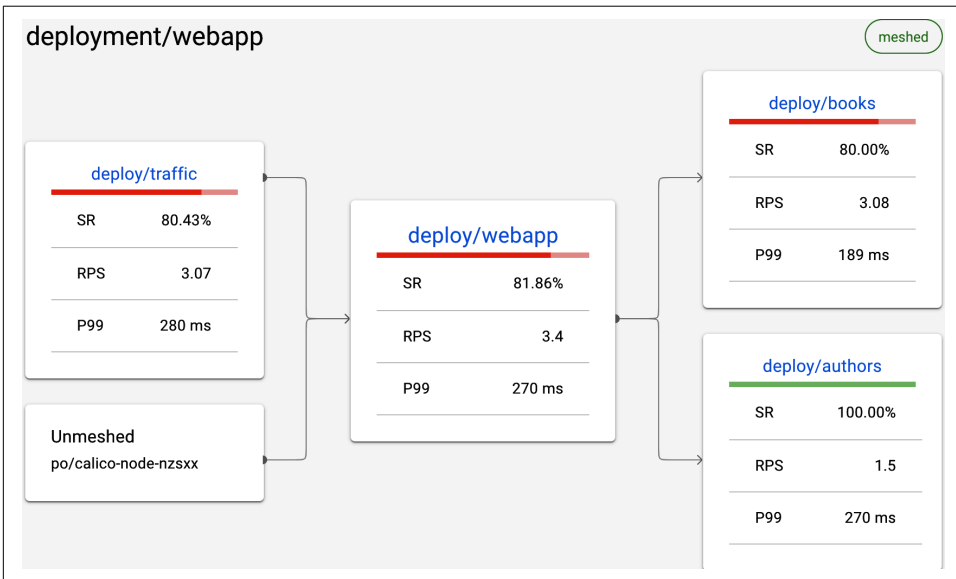 deployment/webapp
meshed
deploy/traffic
SR 80.43%
RPS 3.07
P99 280 ms
Unmeshed
po/calico-node-nzsxx
deploy/webapp
SR 81.86%
RPS 3.4
P99 270 ms
deploy/books
SR 80.00%
RPS 3.08
P99 189 ms
deploy/authors
SR 100.00%
RPS 1.5
P99 270 ms